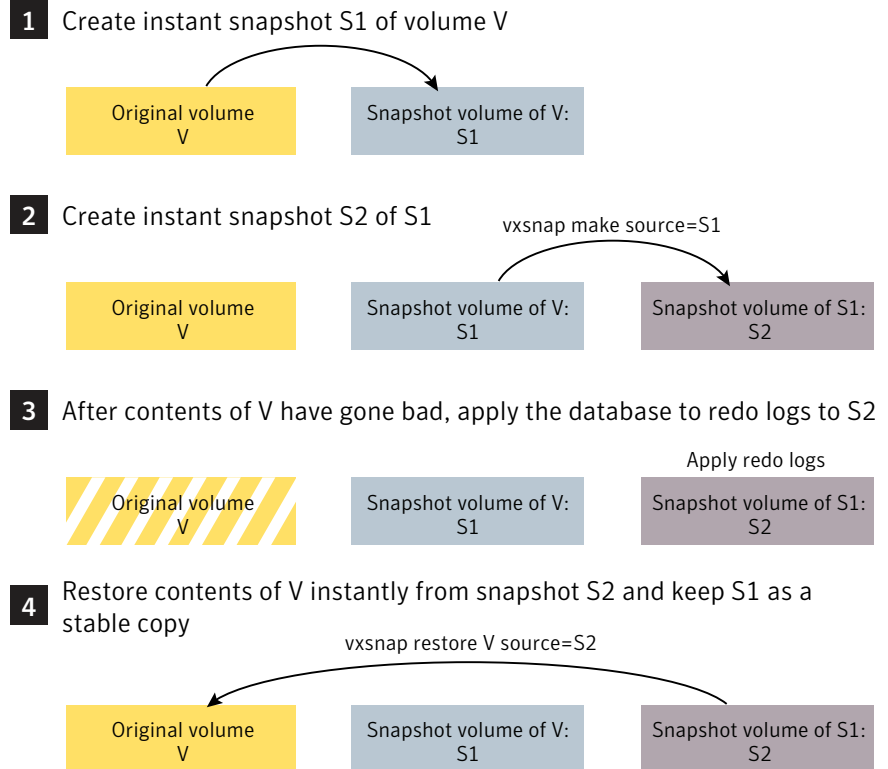 1 Create instant snapshot S1 of volume V
Original volume
V
Snapshot volume of V:
S1
2 Create instant snapshot S2 of S1
vxsnap make source=S1
Original volume
V
Snapshot volume of V:
S1
Snapshot volume of S1:
S2
3 After contents of V have gone bad, apply the database to redo logs to S2
Apply redo logs
Original volume
V
Snapshot volume of V:
S1
Snapshot volume of S1:
S2
4 Restore contents of V instantly from snapshot S2 and keep S1 as a
stable copy
vxsnap restore V source=S2
Original volume
V
Snapshot volume of V:
S1
Snapshot volume of S1:
S2